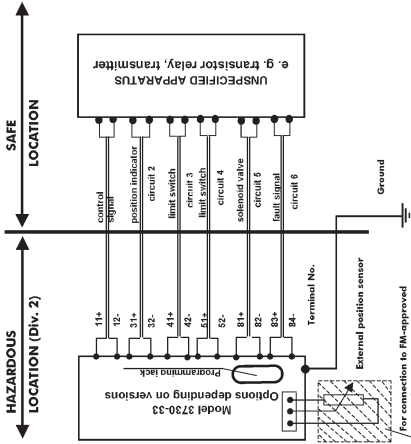 SAFE
LOCATION
UNSPECIFIED APPARATUS
e. g. transistor relay, transmitter
control
signal
position indicator
circuit 2
limit switch
circuit 3
limit switch
circuit 4
solenoid valve
circuit 5
fault signal
circuit 6
Ground
HAZARDOUS
LOCATION (Div. 2)
11+
12-
31+
32-
41+
42-
51+
52-
81+
82-
83+
84-
Terminal No.
Programming jack
Model 3730-33
Options depending on versions
External position sensor
For connection to FM-approved